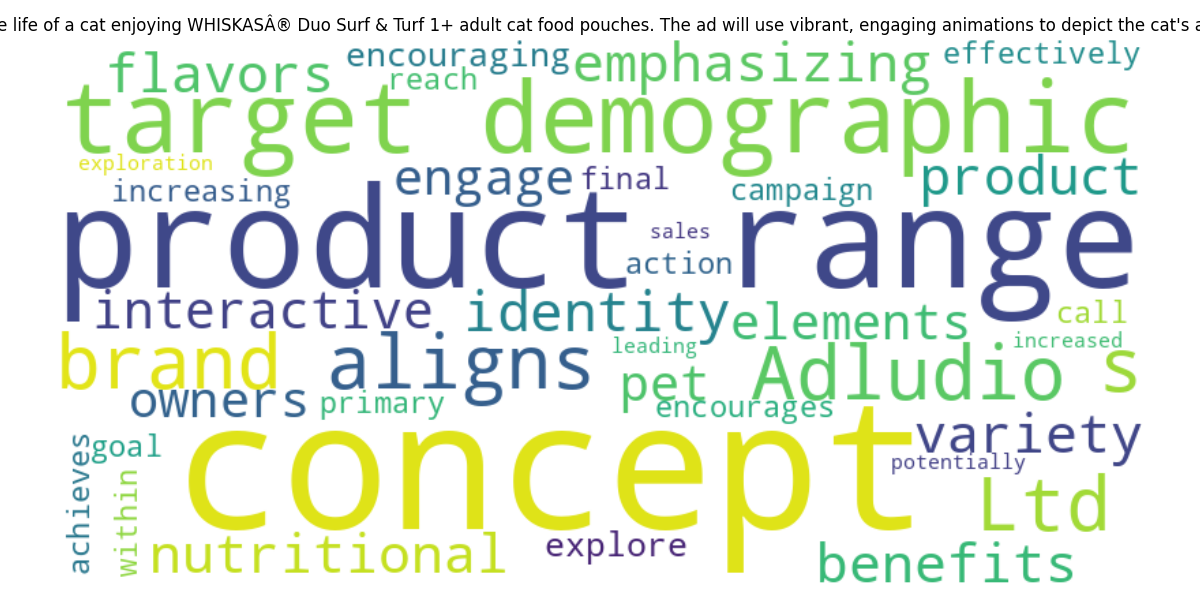 e life of a cat enjoying WHISKASÂ® Duo Surf & Turf 1+ adult cat food pouches. The ad will use vibrant, engaging animations to depict the cat's a
flavors encouraging emphasizing effectively
reach
target demographic
exploration
increasing engage final campaign product
product range
sales
action
interactive identity elements call
brand aligns leading increased
pet Adludio s
owners primary encourages
concept variety
goal
potentially
achieves within
Ltd
nutritional explore benefits